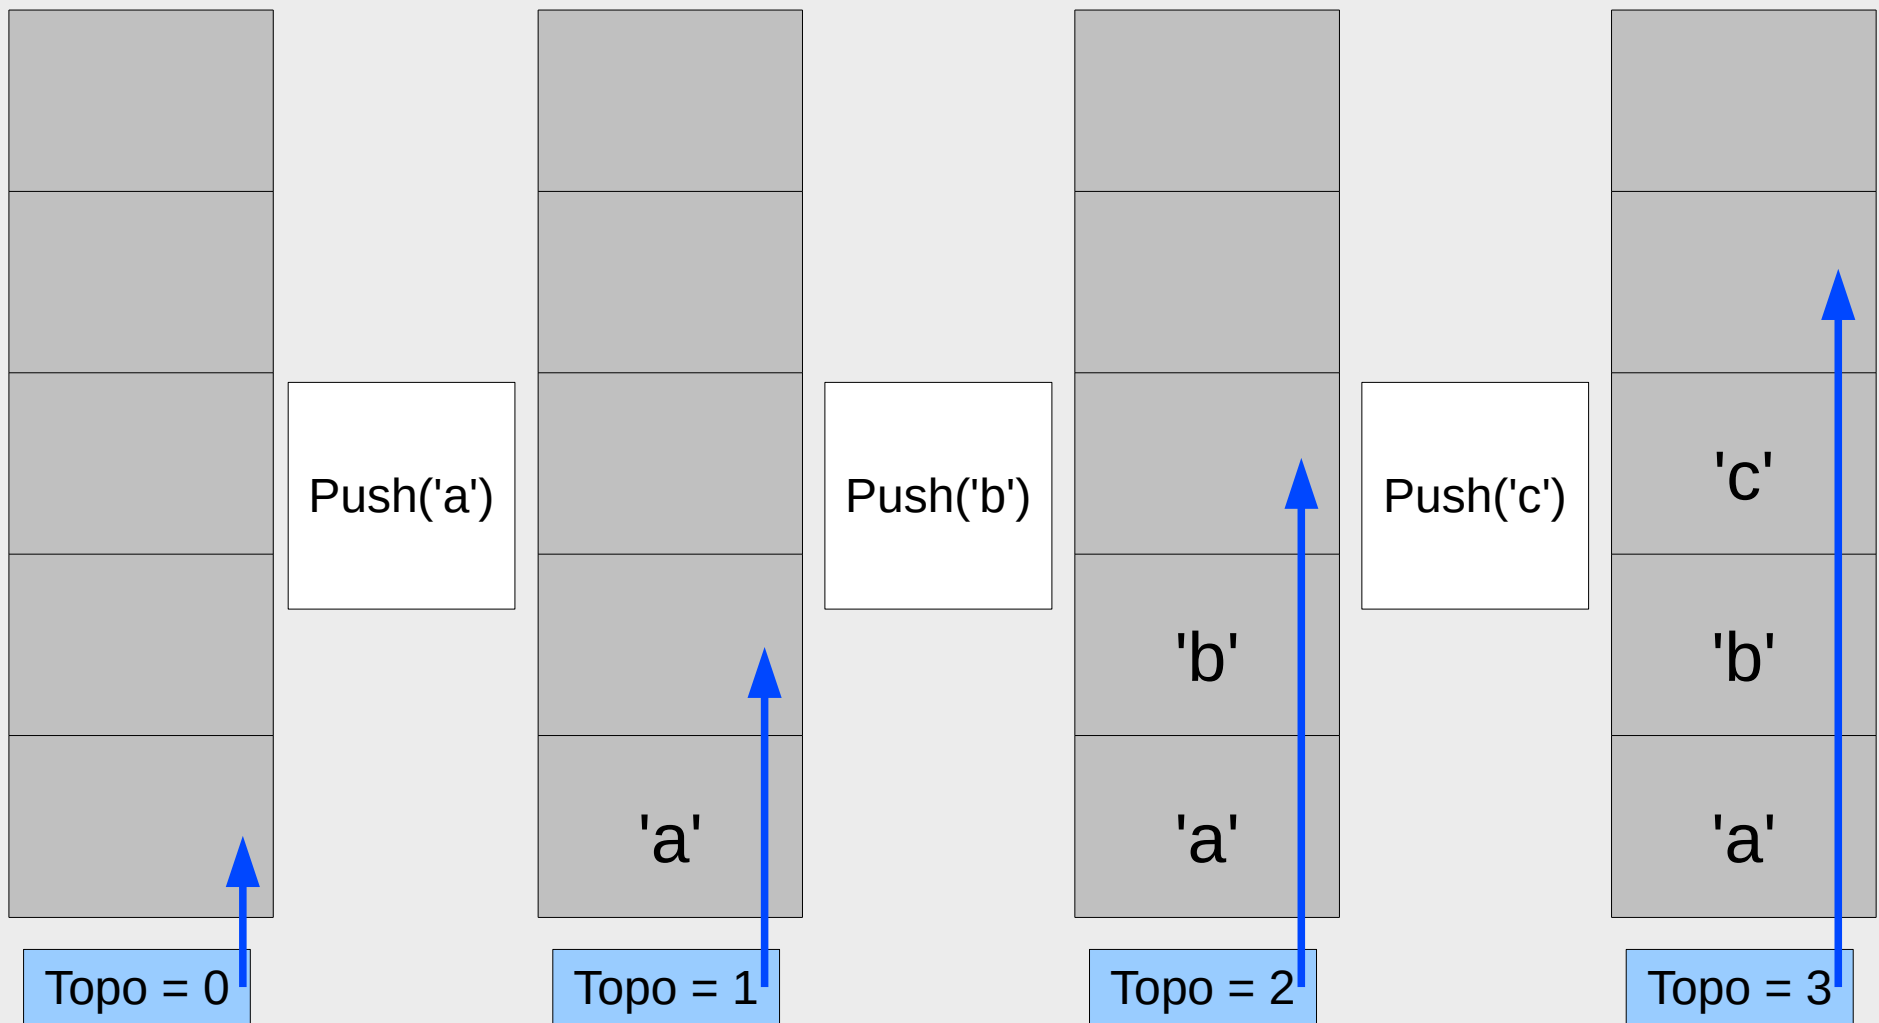 Push('a')
Push('b')
Push('c')
'c'
'b'
'b'
'a'
'a'
'a'
Topo = 0
Topo = 1
Topo = 2
Topo = 3